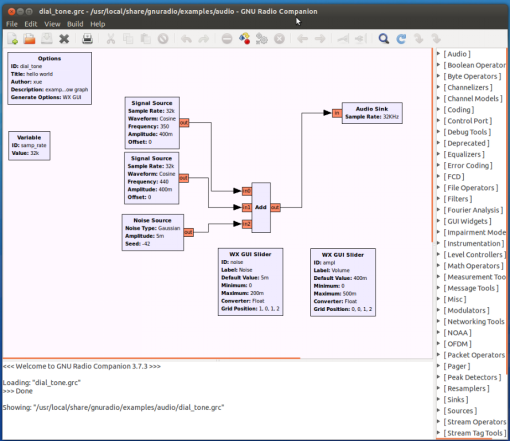 dial_tone.grc - /usr/local/share/gnuradio/examples/audio - GNU Radio Companion
File Edit View Build Help
Options
ID: dial_tone
Title: hello world
Author: xue
Description: examp...ow graph
Generate Options: WX GUI
Variable
ID: samp_rate
Value: 32k
Signal Source
Sample Rate: 32k
Waveform: Cosine
Frequency: 350
Amplitude: 400m
Offset: 0
out
Signal Source
Sample Rate: 32k
Waveform: Cosine
Frequency: 440
Amplitude: 400m
Offset: 0
out
Noise Source
Noise Type: Gaussian
Amplitude: 5m
Seed: -42
out
in0
in1
in2
Add
out
in
Audio Sink
Sample Rate: 32KHz
WX GUI Slider
ID: noise
Label: Noise
Default Value: 5m
Minimum: 0
Maximum: 200m
Converter: Float
Grid Position: 1, 0, 1, 2
WX GUI Slider
ID: ampl
Label: Volume
Default Value: 400m
Minimum: 0
Maximum: 500m
Converter: Float
Grid Position: 0, 0, 1, 2
[ Audio ]
[ Boolean Operator
[ Byte Operators ]
[ Channelizers ]
[ Channel Models ]
[ Coding ]
[ Control Port ]
[ Debug Tools ]
[ Deprecated ]
[ Equalizers ]
[ Error Coding ]
[ FCD ]
[ File Operators ]
[ Filters ]
[ Fourier Analysis ]
[ GUI Widgets ]
[ Impairment Mode
[ Instrumentation ]
[ Level Controllers ]
[ Math Operators ]
[ Measurement Too
[ Message Tools ]
[ Misc ]
[ Modulators ]
[ Networking Tools
[ NOAA ]
[ OFDM ]
[ Packet Operators
[ Pager ]
[ Peak Detectors ]
[ Resamplers ]
[ Sinks ]
[ Sources ]
[ Stream Operators
[ Stream Tag Tools ]
<<< Welcome to GNU Radio Companion 3.7.3 >>>
Loading: "dial_tone.grc"
>>> Done
Showing: "/usr/local/share/gnuradio/examples/audio/dial_tone.grc"